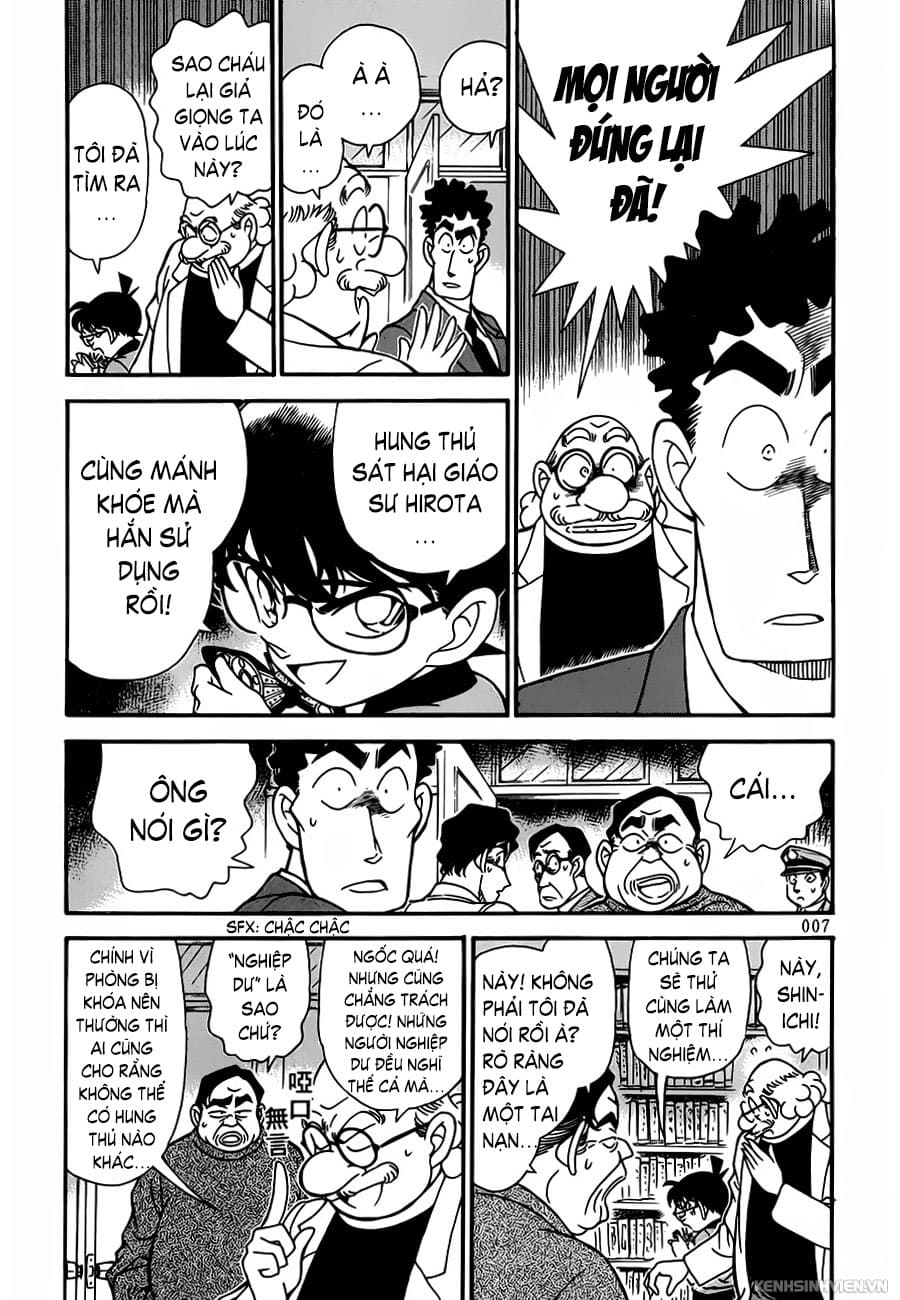 MỌI NGƯỜI
ĐỨNG LẠI
ĐÃ!
HẢ?
À À
...
ĐÓ
LÀ
...
SAO CHÁU
LẠI GIẢ
GIỌNG TA
VÀO LÚC
NÀY?
TÔI ĐÀ
TÌM RA
...
HUNG THỦ
SÁT HẠI GIÁO
SƯ HIROTA
...
CÙNG MÁNH
KHÓE MÀ
HẮN SỬ
DỤNG
RỒI!
CÁI...
ÔNG
NÓI GÌ?
SFX: CHẬC CHẬC
007
NÀY,
SHIN-
ICHI!
CHÚNG TA
SẼ THỬ
CÙNG LÀM
MỘT THÍ
NGHIỆM...
NÀY! KHÔNG
PHẢI TÔI ĐÀ
NÓI RỒI À?
RỎ RÀNG
ĐÂY LÀ
MỘT TAI
NẠN...
NGỐC QUÁ!
NHƯNG CŨNG
CHẲNG TRÁCH
ĐƯỢC! NHỮNG
NGƯỜI NGHIỆP
DƯ ĐỀU NGHĨ
THẾ CẢ MÀ...
"NGHIỆP
DƯ" LÀ
SAO
CHỨ?
CHÍNH VÌ
PHÒNG BỊ
KHÓA NÊN
THƯỜNG THÌ
AI CŨNG
CHO RẰNG
KHÔNG THỂ
CÓ HUNG
THỦ NÀO
KHÁC...
啞口
無言
KENHSINHVIEN.VN